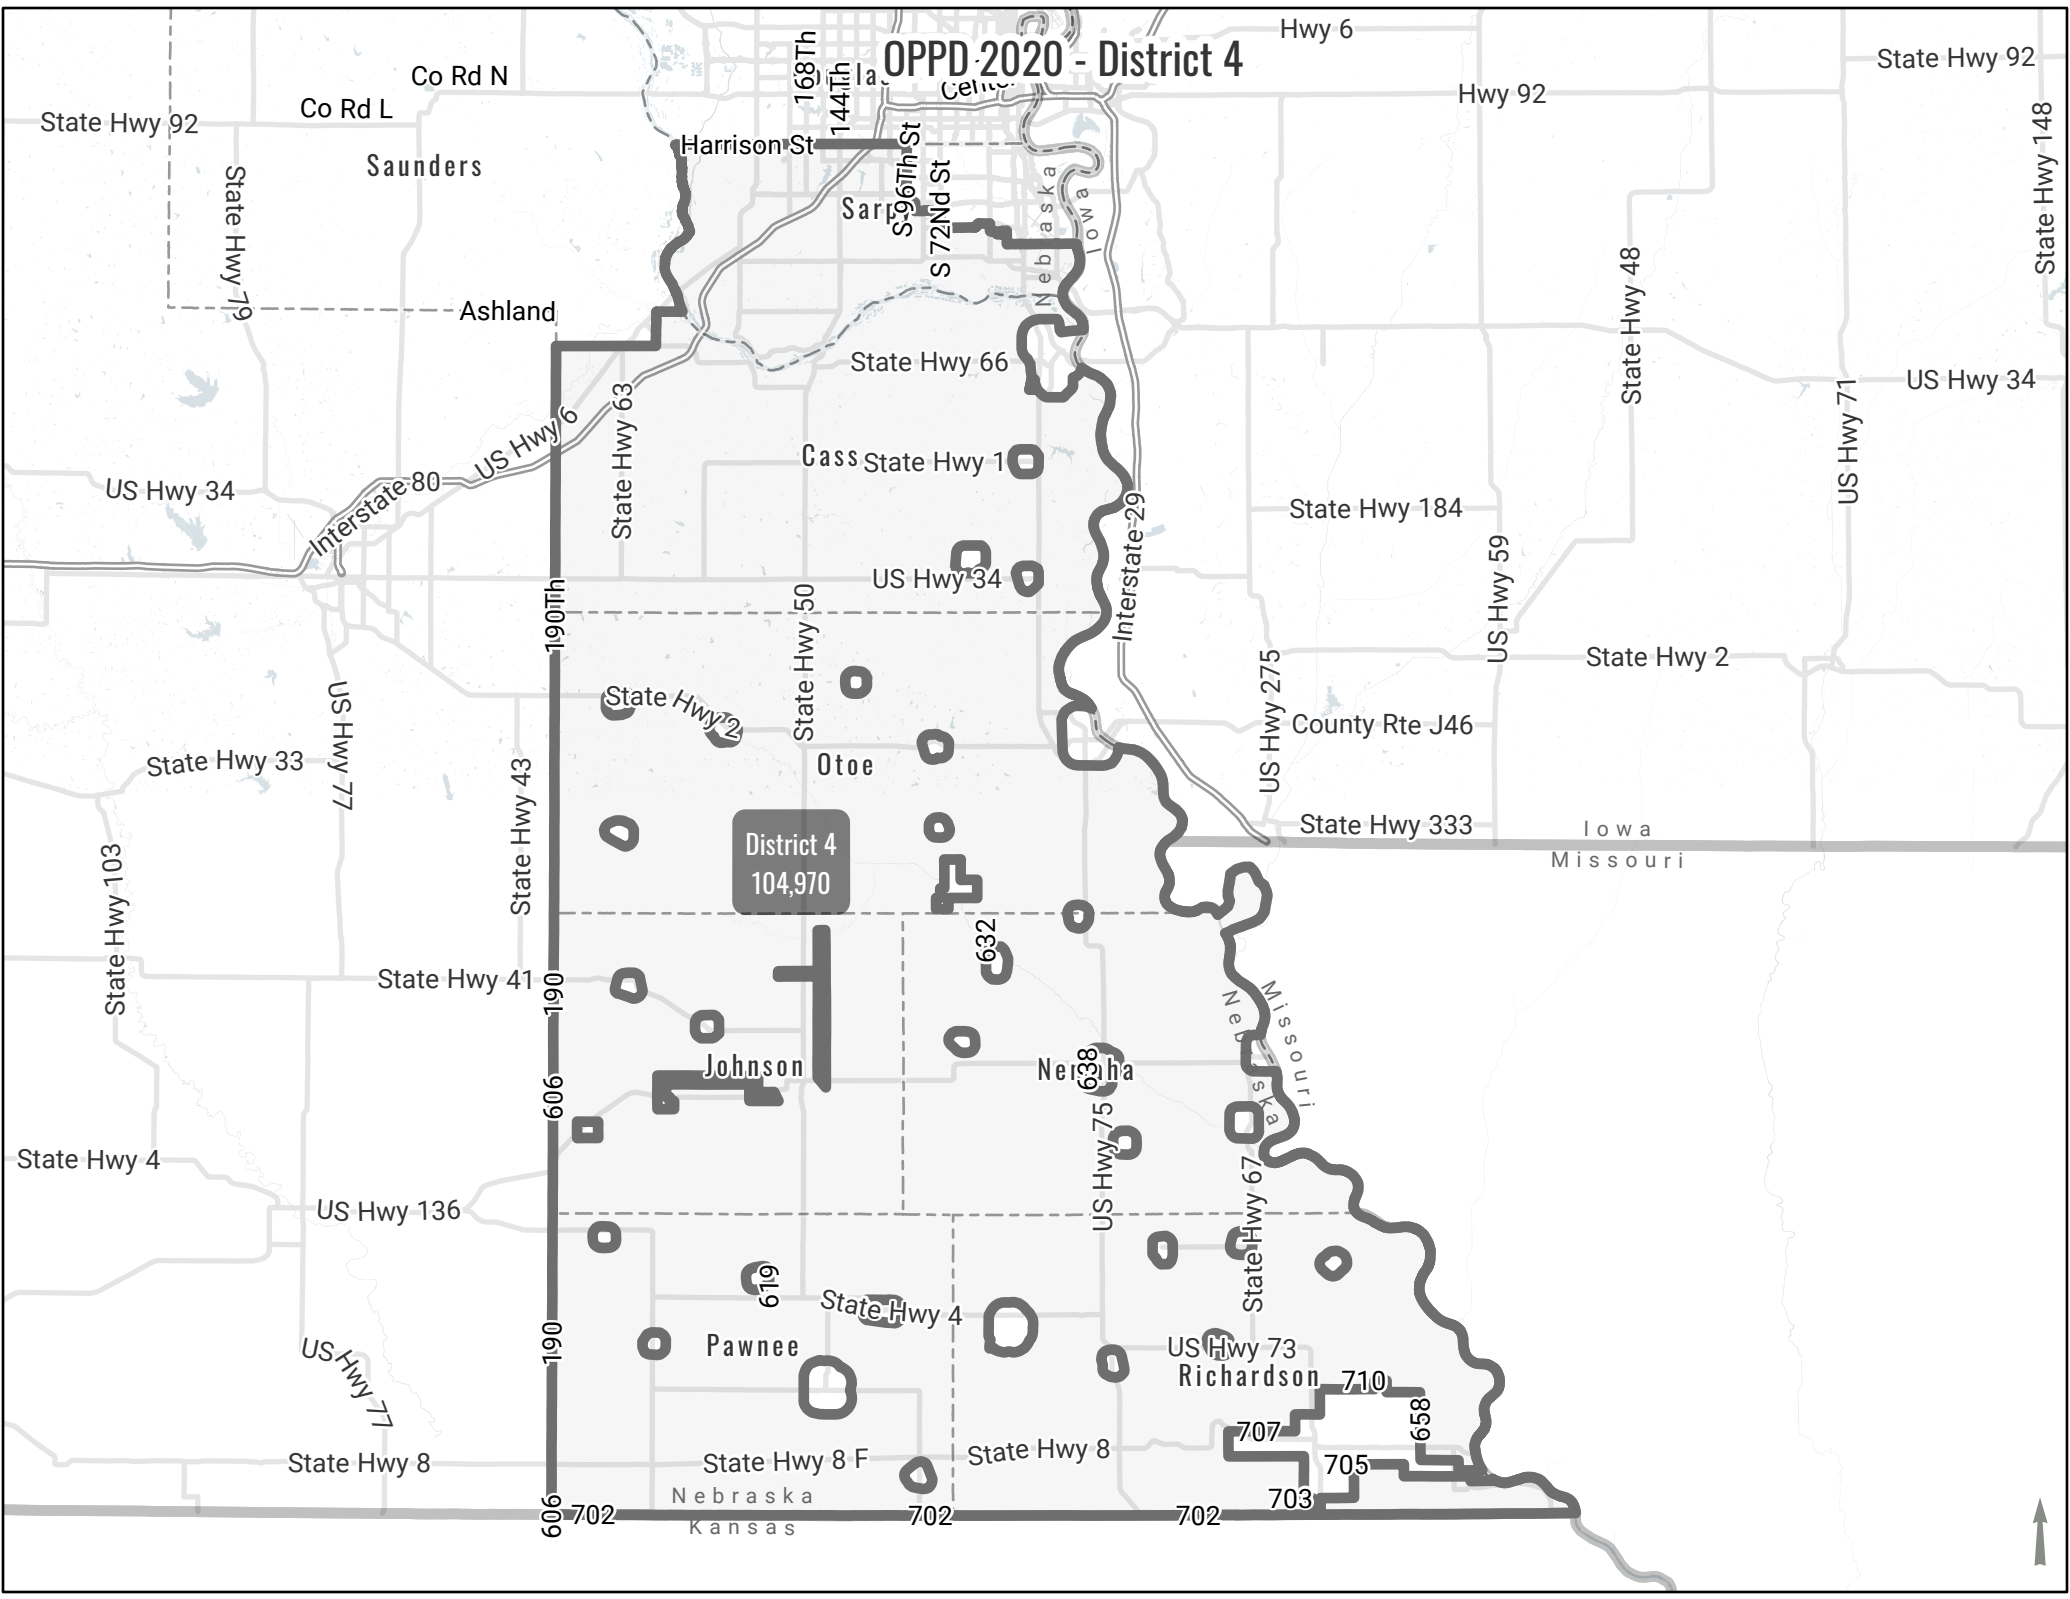 OPPD 2020 - District 4
Hwy 6
State Hwy 92
Co Rd N
168Th
144Th
Center
Hwy 92
Co Rd L
State Hwy 92
State Hwy 148
Harrison St
Saunders
S 96Th St
S 72Nd St
State Hwy 79
Nebraska
Iowa
State Hwy 48
Ashland
State Hwy 66
US Hwy 34
State Hwy 63
US Hwy 71
US Hwy 6
Cass
State Hwy 1
US Hwy 34
Interstate 80
State Hwy 184
Interstate 29
US Hwy 34
US Hwy 59
190Th
State Hwy 50
State Hwy 2
US Hwy 275
State Hwy 2
US Hwy 77
County Rte J46
State Hwy 33
Otoe
State Hwy 43
State Hwy 333
Iowa
Missouri
District 4
104,970
State Hwy 103
632
State Hwy 41
190
Missouri
Nebraska
Johnson
Nemaha
638
606
US Hwy 75
State Hwy 4
State Hwy 67
US Hwy 136
619
State Hwy 4
190
Pawnee
US Hwy 73
Richardson
US Hwy 77
710
658
707
State Hwy 8
State Hwy 8 F
State Hwy 8
705
703
Nebraska
Kansas
606
702
702
702